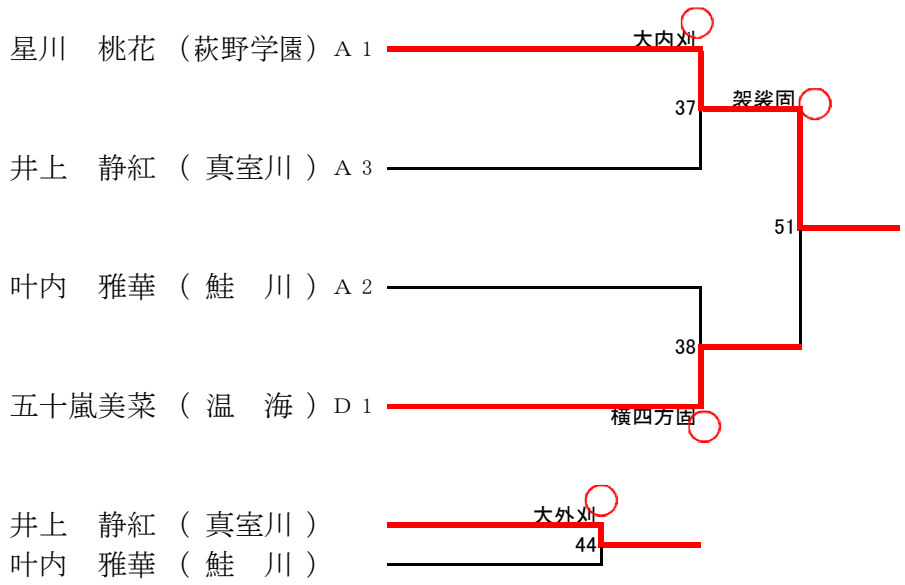 星川　桃花（萩野学園）Ａ１
大内刈
37
袈裟固
井上　静紅（真室川）Ａ３
51
叶内　雅華（鮭　川）Ａ２
38
五十嵐美菜（温　海）Ｄ１
横四方固
井上　静紅（真室川）
大外刈
44
叶内　雅華（鮭　川）